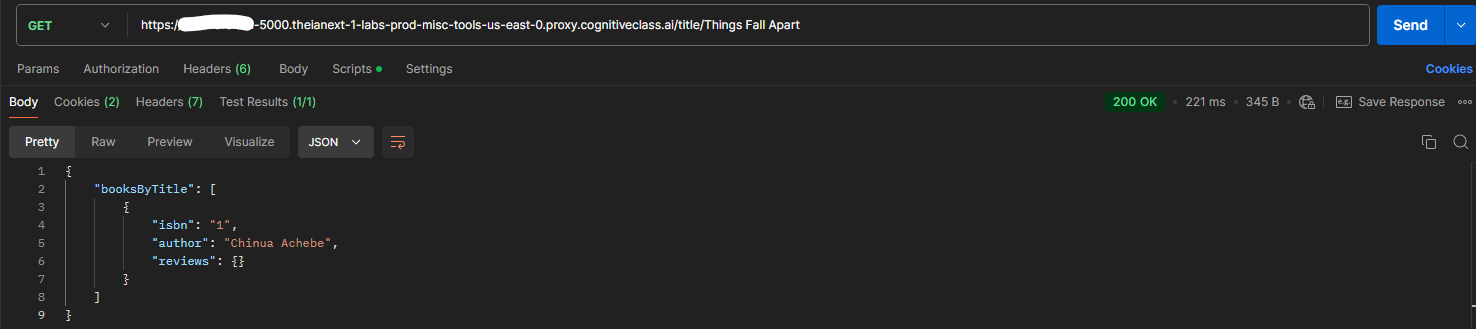 GET https:/ -5000.theianext-1-labs-prod-misc-tools-us-east-0.proxy.cognitiveclass.ai/title/Things Fall Apart Send
Params Authorization Headers (6) Body Scripts Settings Cookies
Body Cookies (2) Headers (7) Test Results (1/1) 200 OK 221 ms 345 B e.g. Save Response
Pretty Raw Preview Visualize JSON
1 {
2 "booksByTitle": [
3 {
4 "isbn": "1",
5 "author": "Chinua Achebe",
6 "reviews": {}
7 }
8 ]
9 }